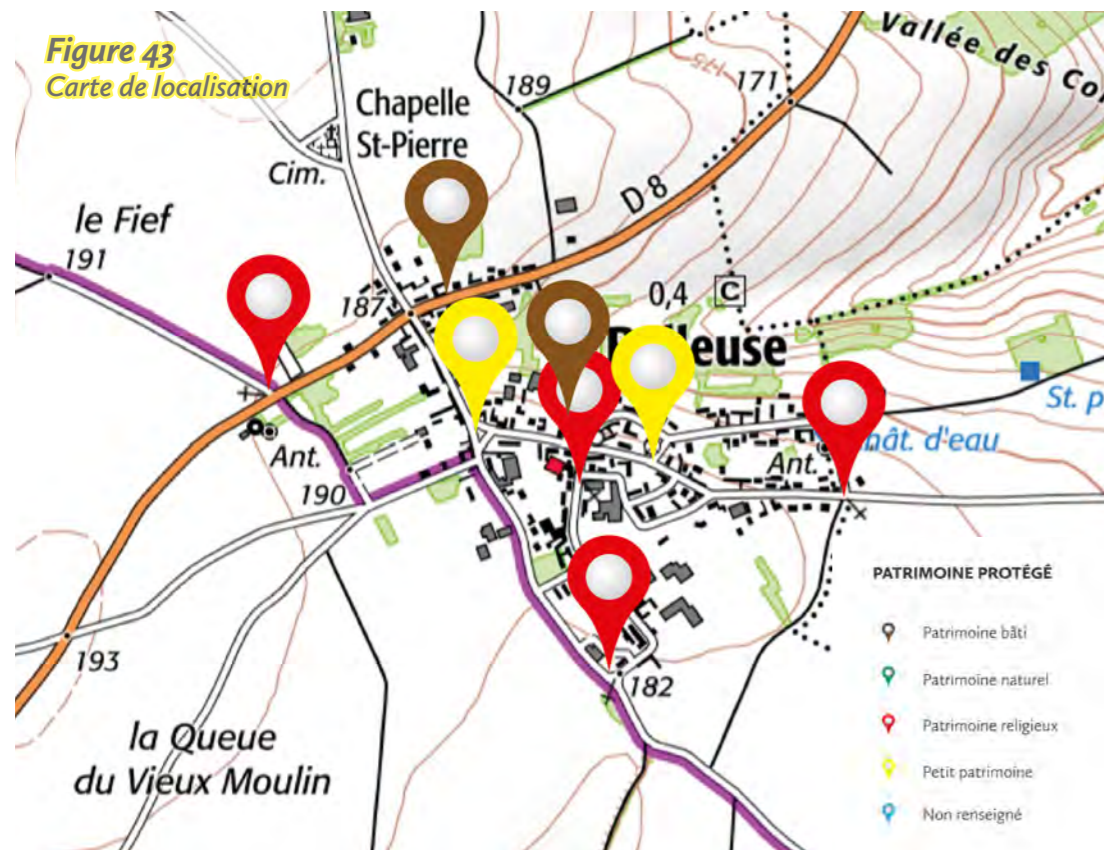 Figure 43
Carte de localisation
Vallée des
175
171
189
Chapelle
St-Pierre
Cim.
D 8
le Fief
191
187
0,4
C
euse
St. p
hât. d'eau
Ant.
Ant.
190
182
193
la Queue
du Vieux Moulin
PATRIMOINE PROTÉGÉ
Patrimoine bâti
Patrimoine naturel
Patrimoine religieux
Petit patrimoine
Non renseigné